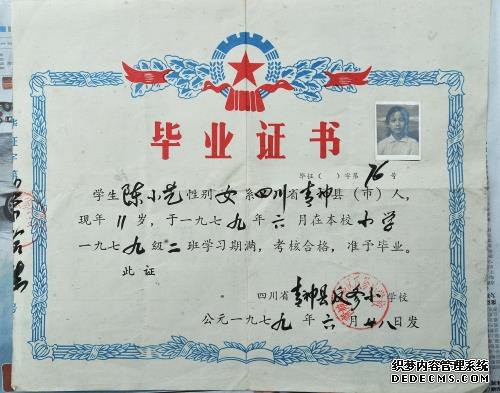 毕业证书
毕证( )字第76号
学生陈小芝性别女系四川省青神县(市)人,
现年11岁,于一九七九年六月在本校小学
一九七九级二班学习期满,考核合格,准予毕业。
此证
四川省青神县 小学校
公元一九七九年六月廿八日发
织梦内容管理系统
DEDECMS.COM